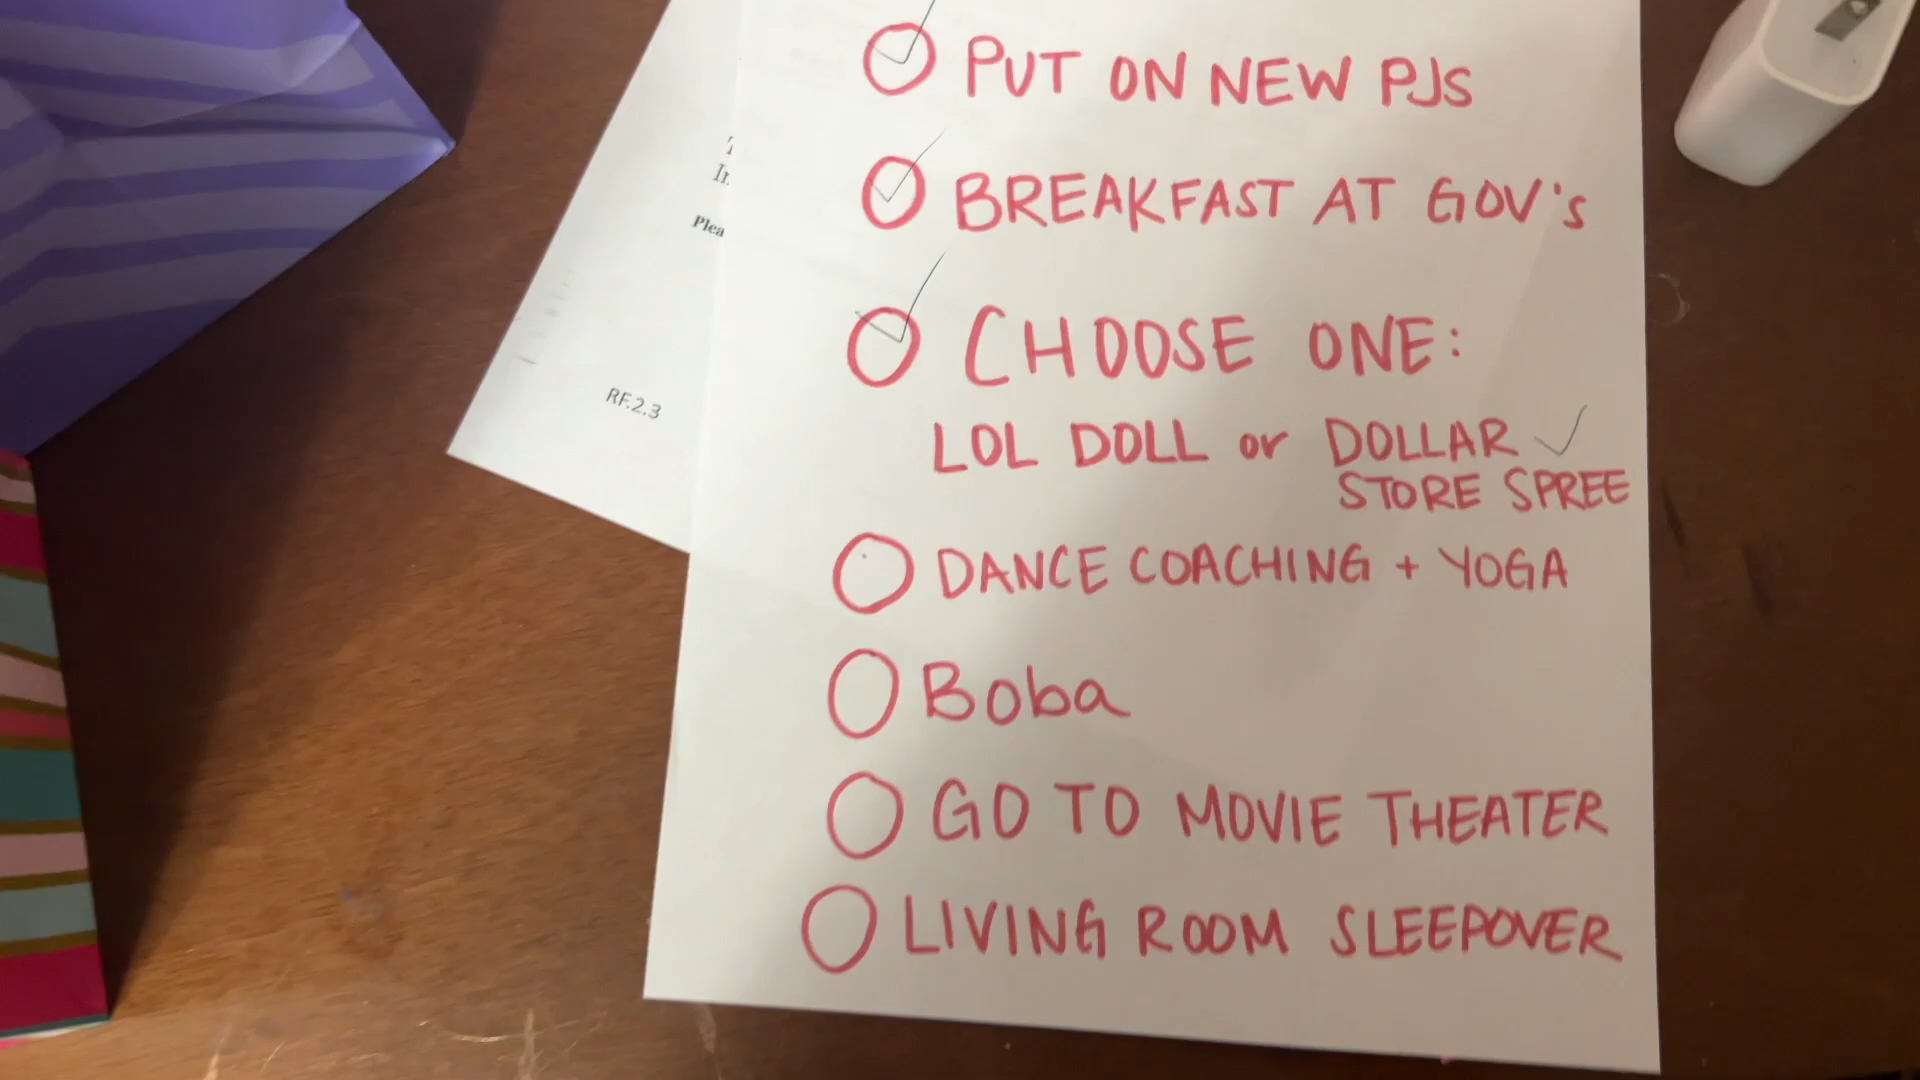 PUT ON NEW PJS
BREAKFAST AT GOV's
CHOOSE ONE:
LOL DOLL or DOLLAR
STORE SPREE
DANCE COACHING + YOGA
Boba
GO TO MOVIE THEATER
LIVING ROOM SLEEPOVER
Plea
RF.2.3